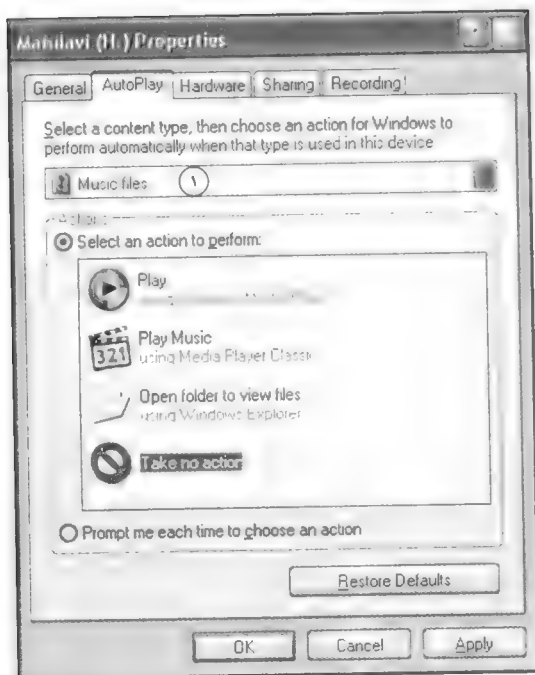 Mahilavi (H:) Properties
General AutoPlay Hardware Sharing Recording
Select a content type, then choose an action for Windows to
perform automatically when that type is used in this device
Music files 1
Actions
Select an action to perform:
Play
Play Music
321
using Media Player Classic
Open folder to view files
using Windows Explorer
Take no action
Prompt me each time to choose an action
Restore Defaults
OK Cancel Apply